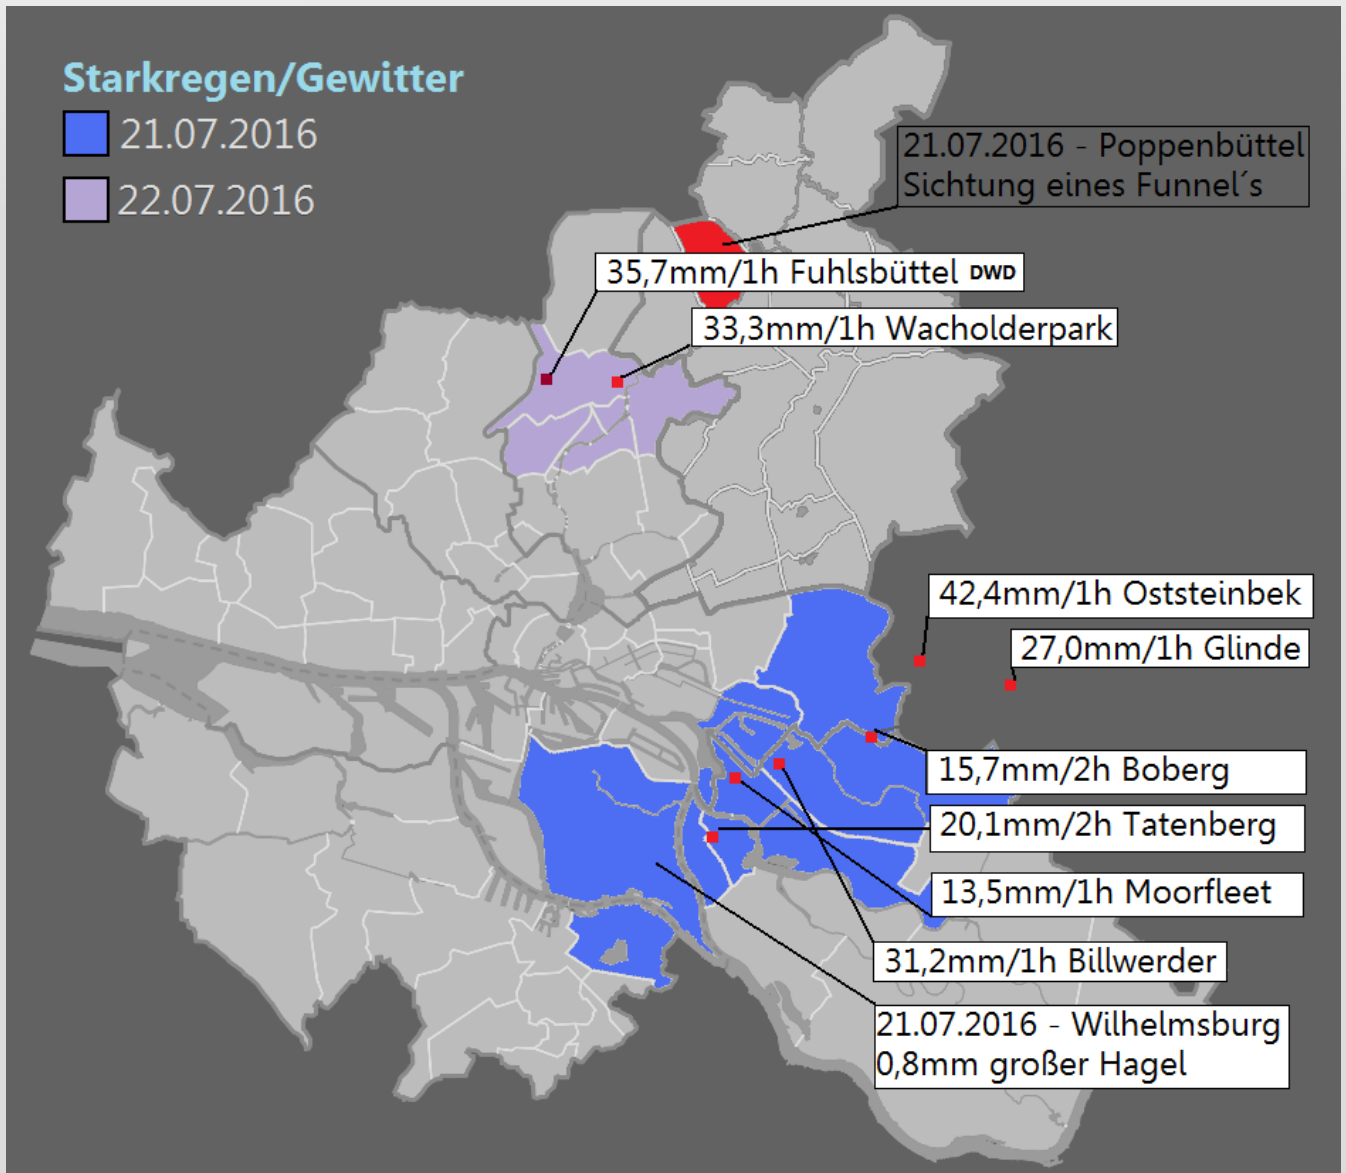 Starkregen/Gewitter
21.07.2016
22.07.2016
21.07.2016 - Poppenbüttel
Sichtung eines Funnel´s
35,7mm/1h Fuhlsbüttel DWD
33,3mm/1h Wacholderpark
42,4mm/1h Oststeinbek
27,0mm/1h Glinde
15,7mm/2h Boberg
20,1mm/2h Tatenberg
13,5mm/1h Moorfleet
31,2mm/1h Billwerder
21.07.2016 - Wilhelmsburg
0,8mm großer Hagel